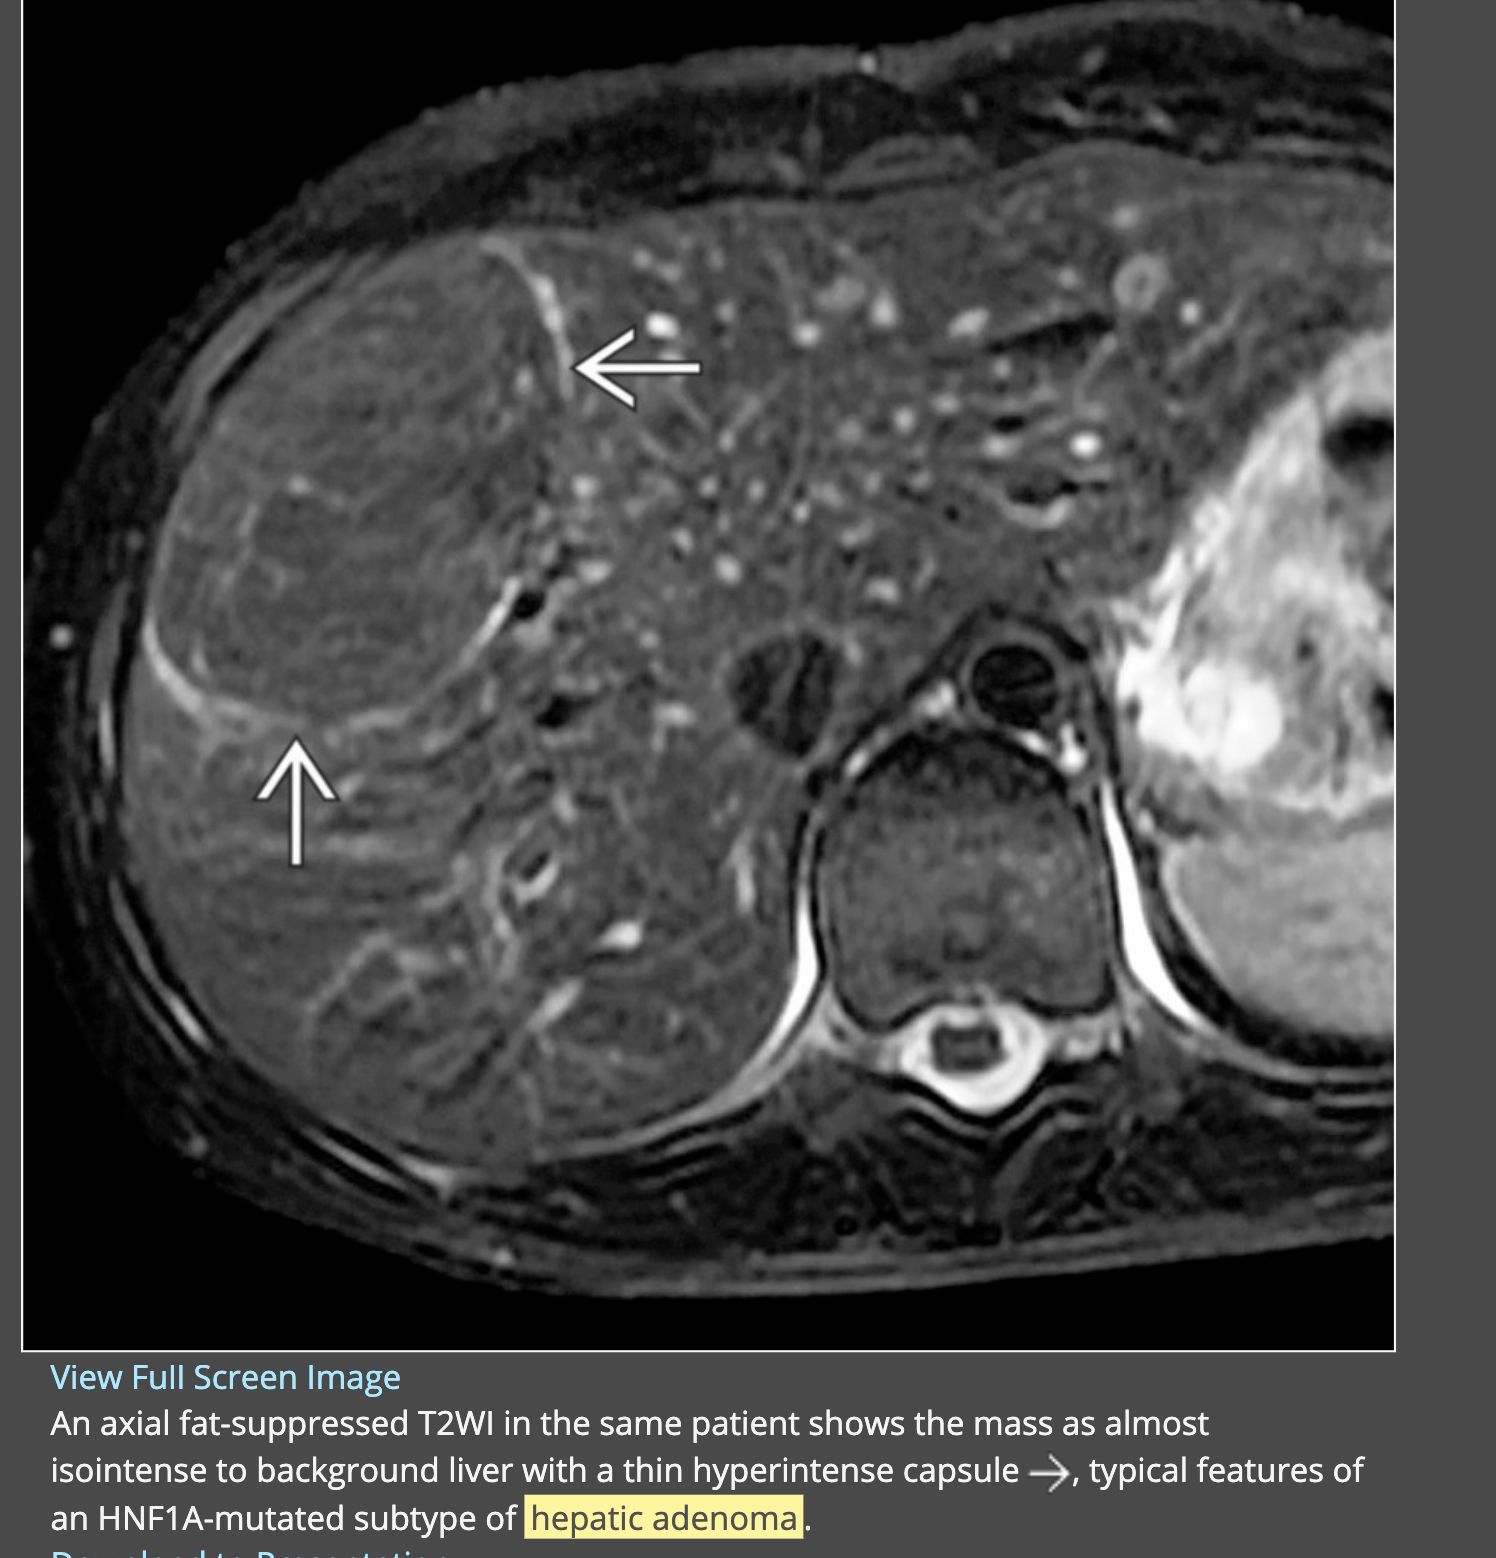 View Full Screen Image
An axial fat-suppressed T2WI in the same patient shows the mass as almost
isointense to background liver with a thin hyperintense capsule →, typical features of
an HNF1A-mutated subtype of hepatic adenoma.